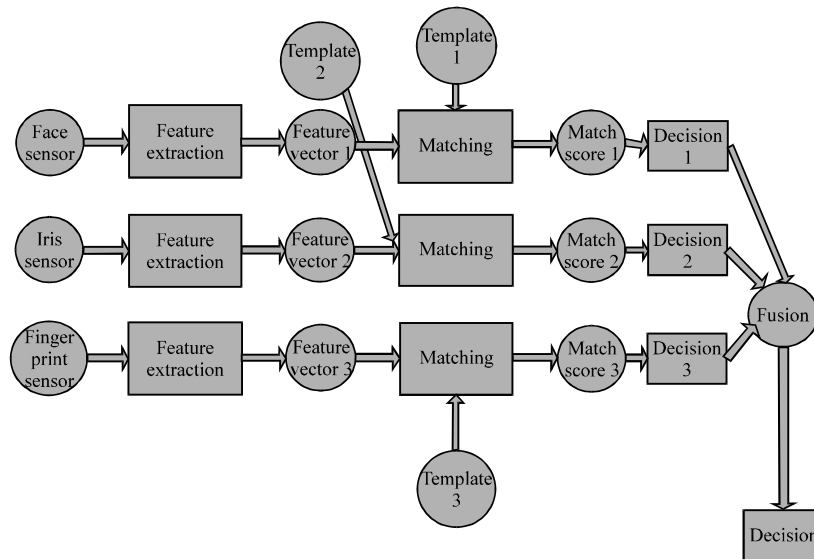 Template
2
Template
1
Face
sensor
Feature
extraction
Feature
vector 1
Matching
Match
score 1
Decision
1
Iris
sensor
Feature
extraction
Feature
vector 2
Matching
Match
score 2
Decision
2
Fusion
Finger
print
sensor
Feature
extraction
Feature
vector 3
Matching
Match
score 3
Decision
3
Template
3
Decision